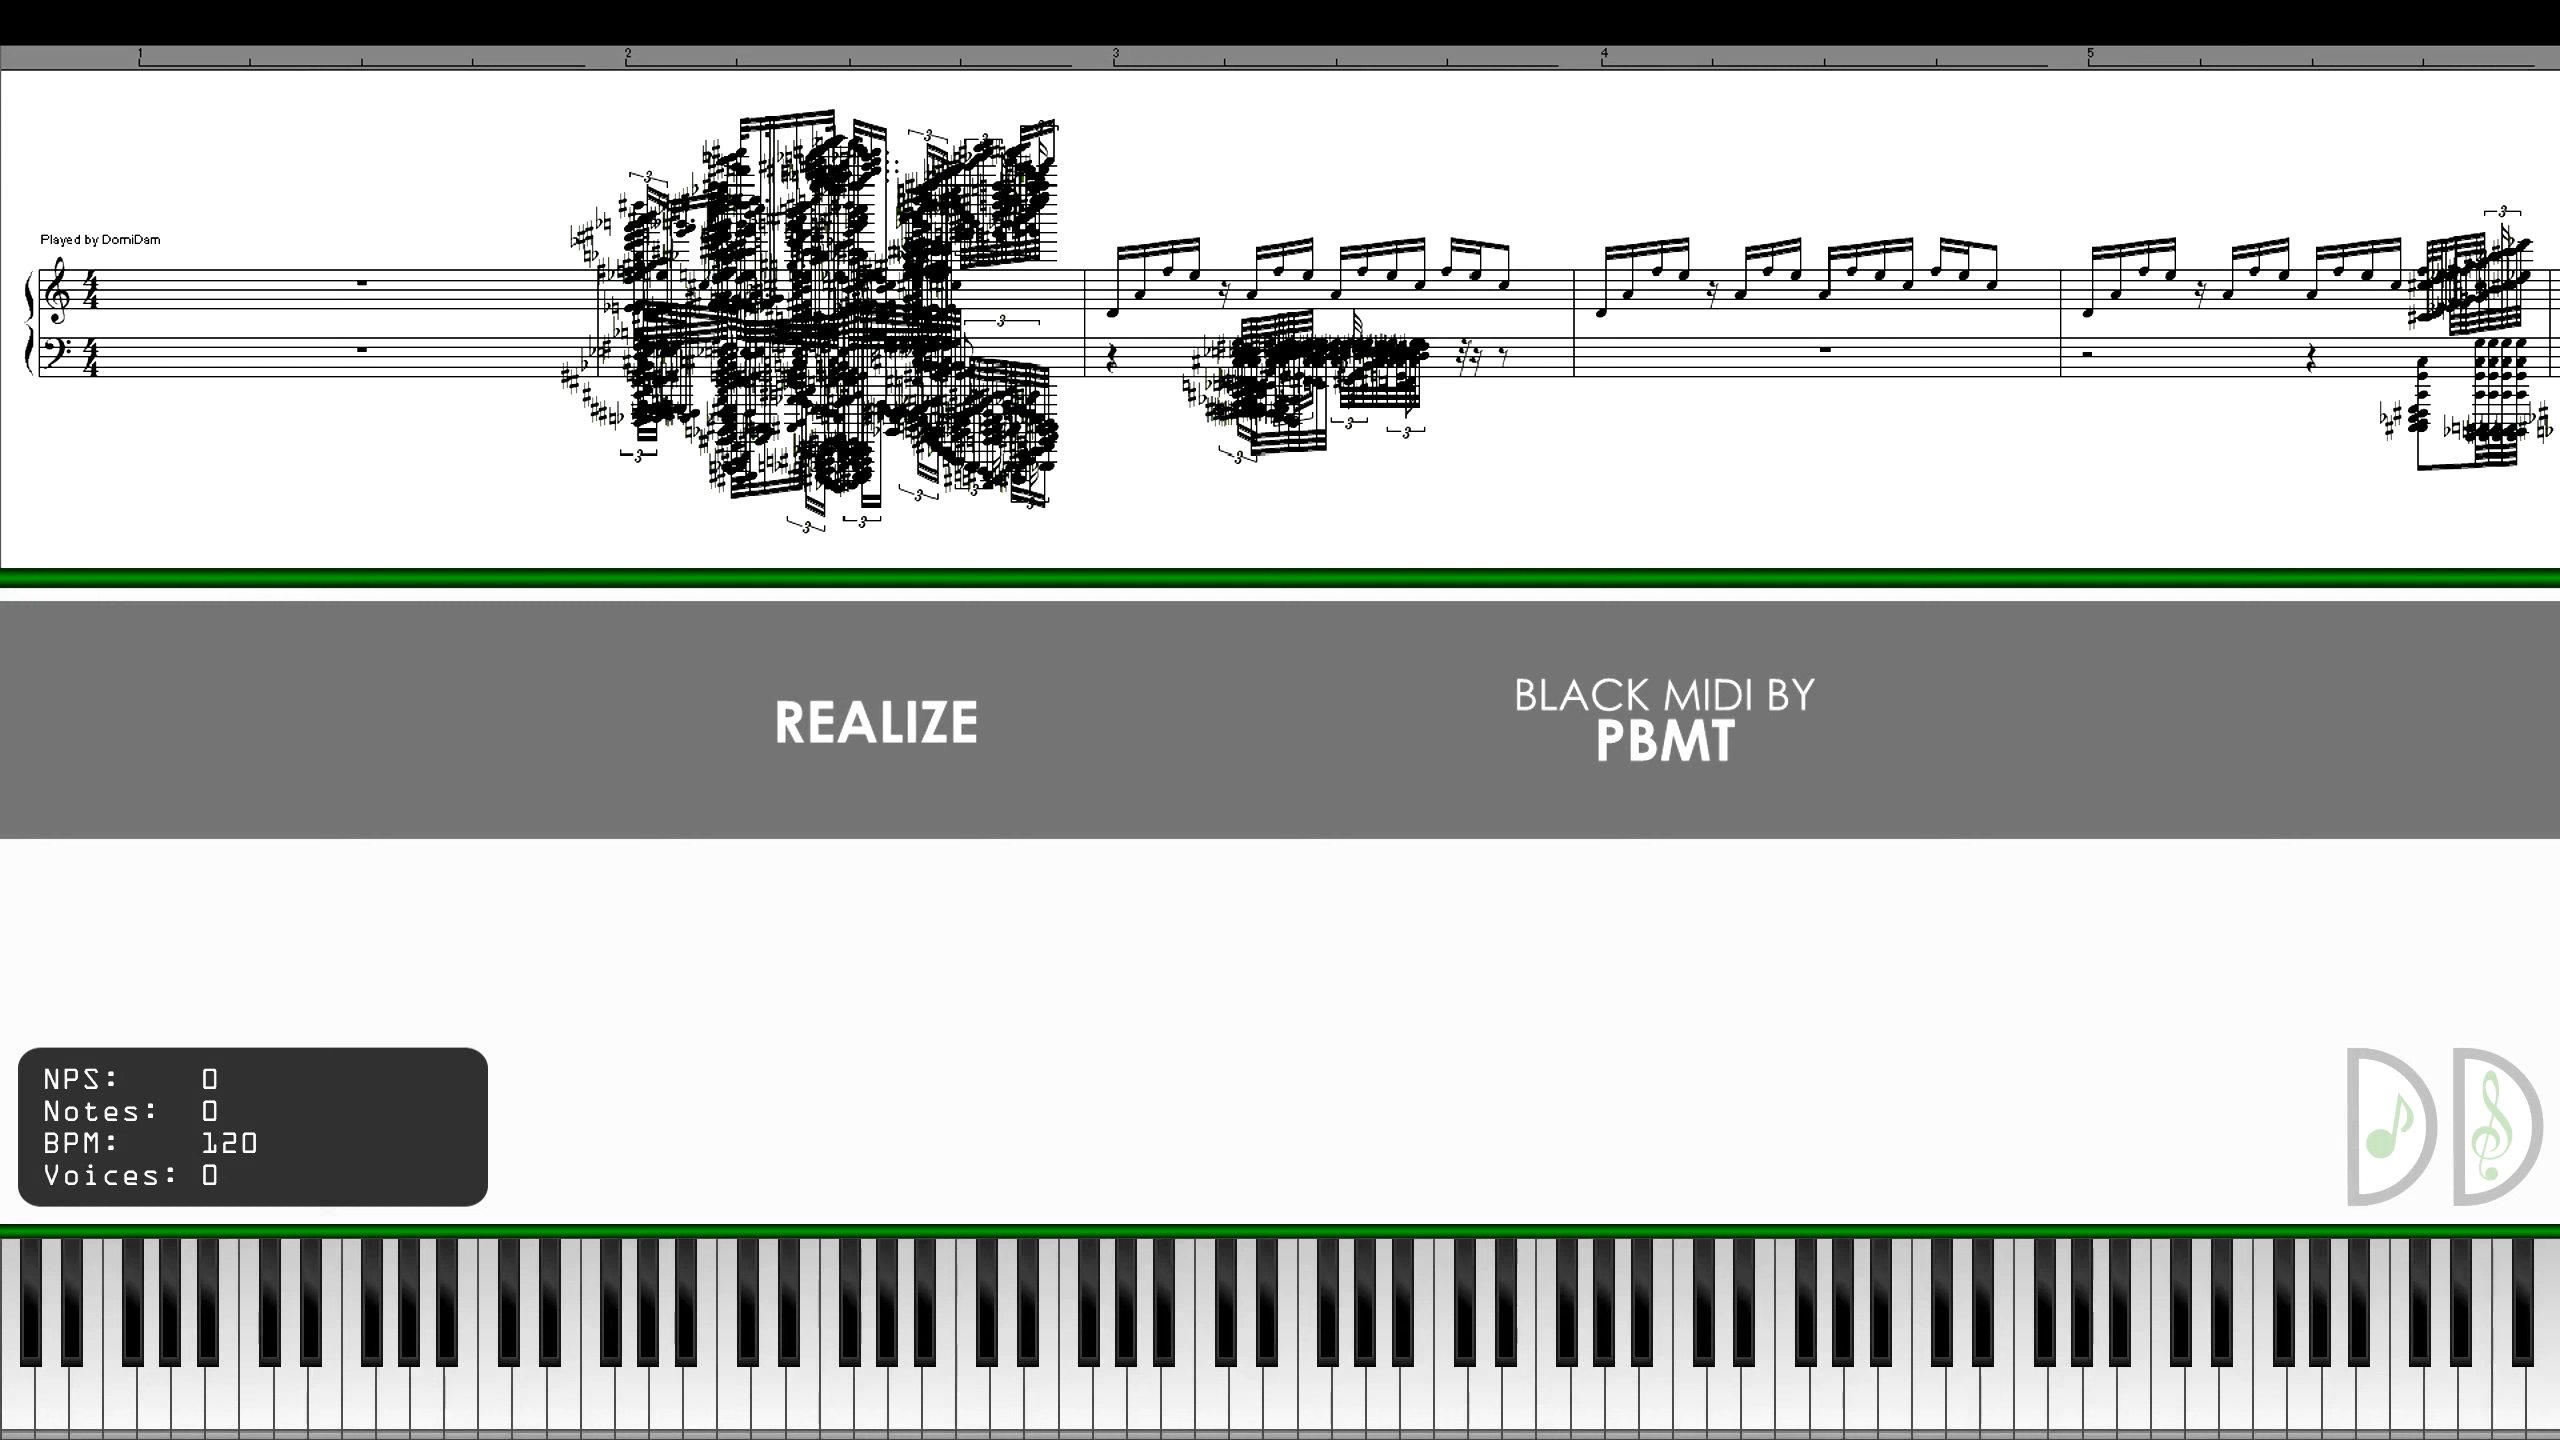 1 2 3 4 5
Played by DomiDam
REALIZE
BLACK MIDI BY
PBMT
NPS: 0
Notes: 0
BPM: 120
Voices: 0
DD